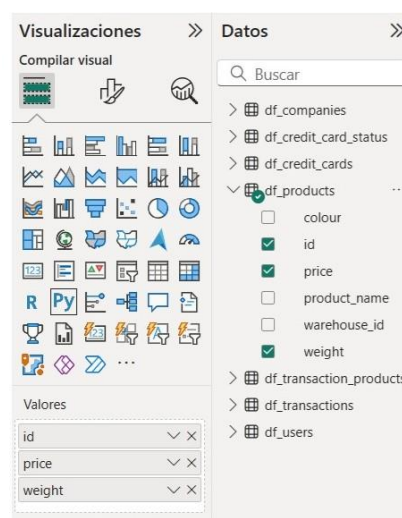 Visualizaciones
Compilar visual
123
R
Py
123
Valores
id
price
weight
Datos
Buscar
df_companies
df_credit_card_status
df_credit_cards
df_products
colour
id
price
product_name
warehouse_id
weight
df_transaction_products
df_transactions
df_users